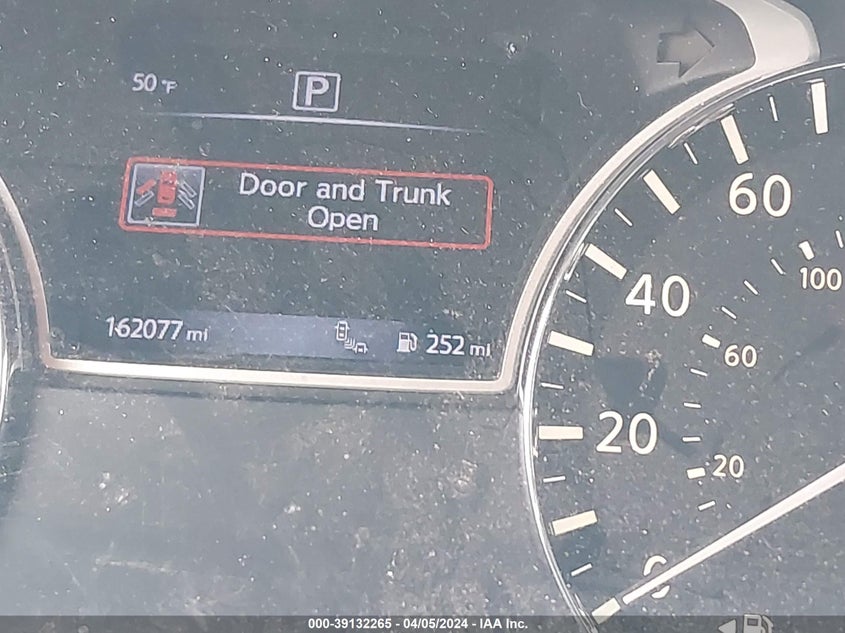 50°F
P
Door and Trunk
Open
162077 mi
252 mi
60
40
20
0
100
60
20
000-39132265 - 04/05/2024 - IAA Inc.